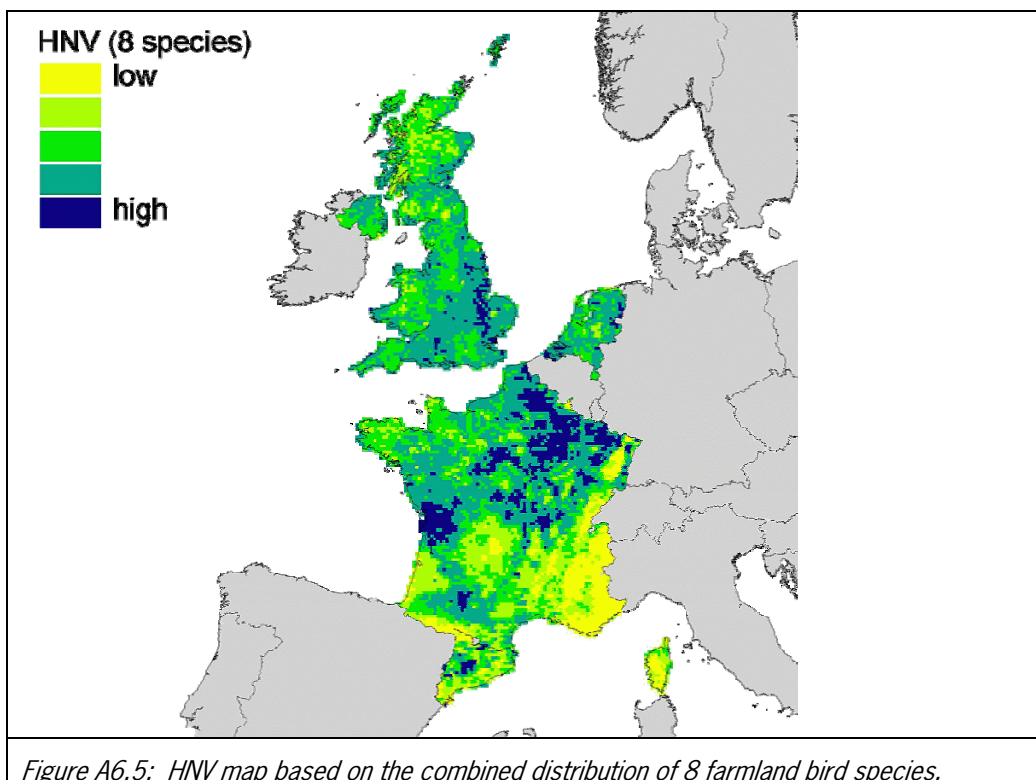 HNV (8 species)
low
high
Figure A6.5: HNV map based on the combined distribution of 8 farmland bird species.